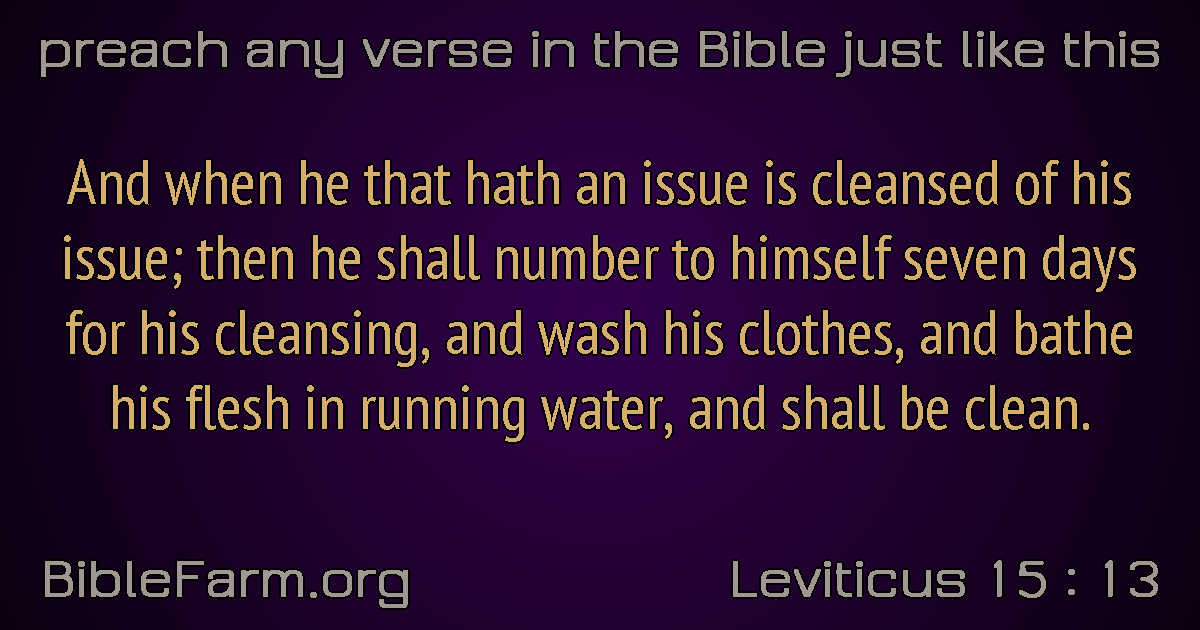 preach any verse in the Bible just like this
And when he that hath an issue is cleansed of his
issue; then he shall number to himself seven days
for his cleansing, and wash his clothes, and bathe
his flesh in running water, and shall be clean.
BibleFarm.org
Leviticus 15 : 13